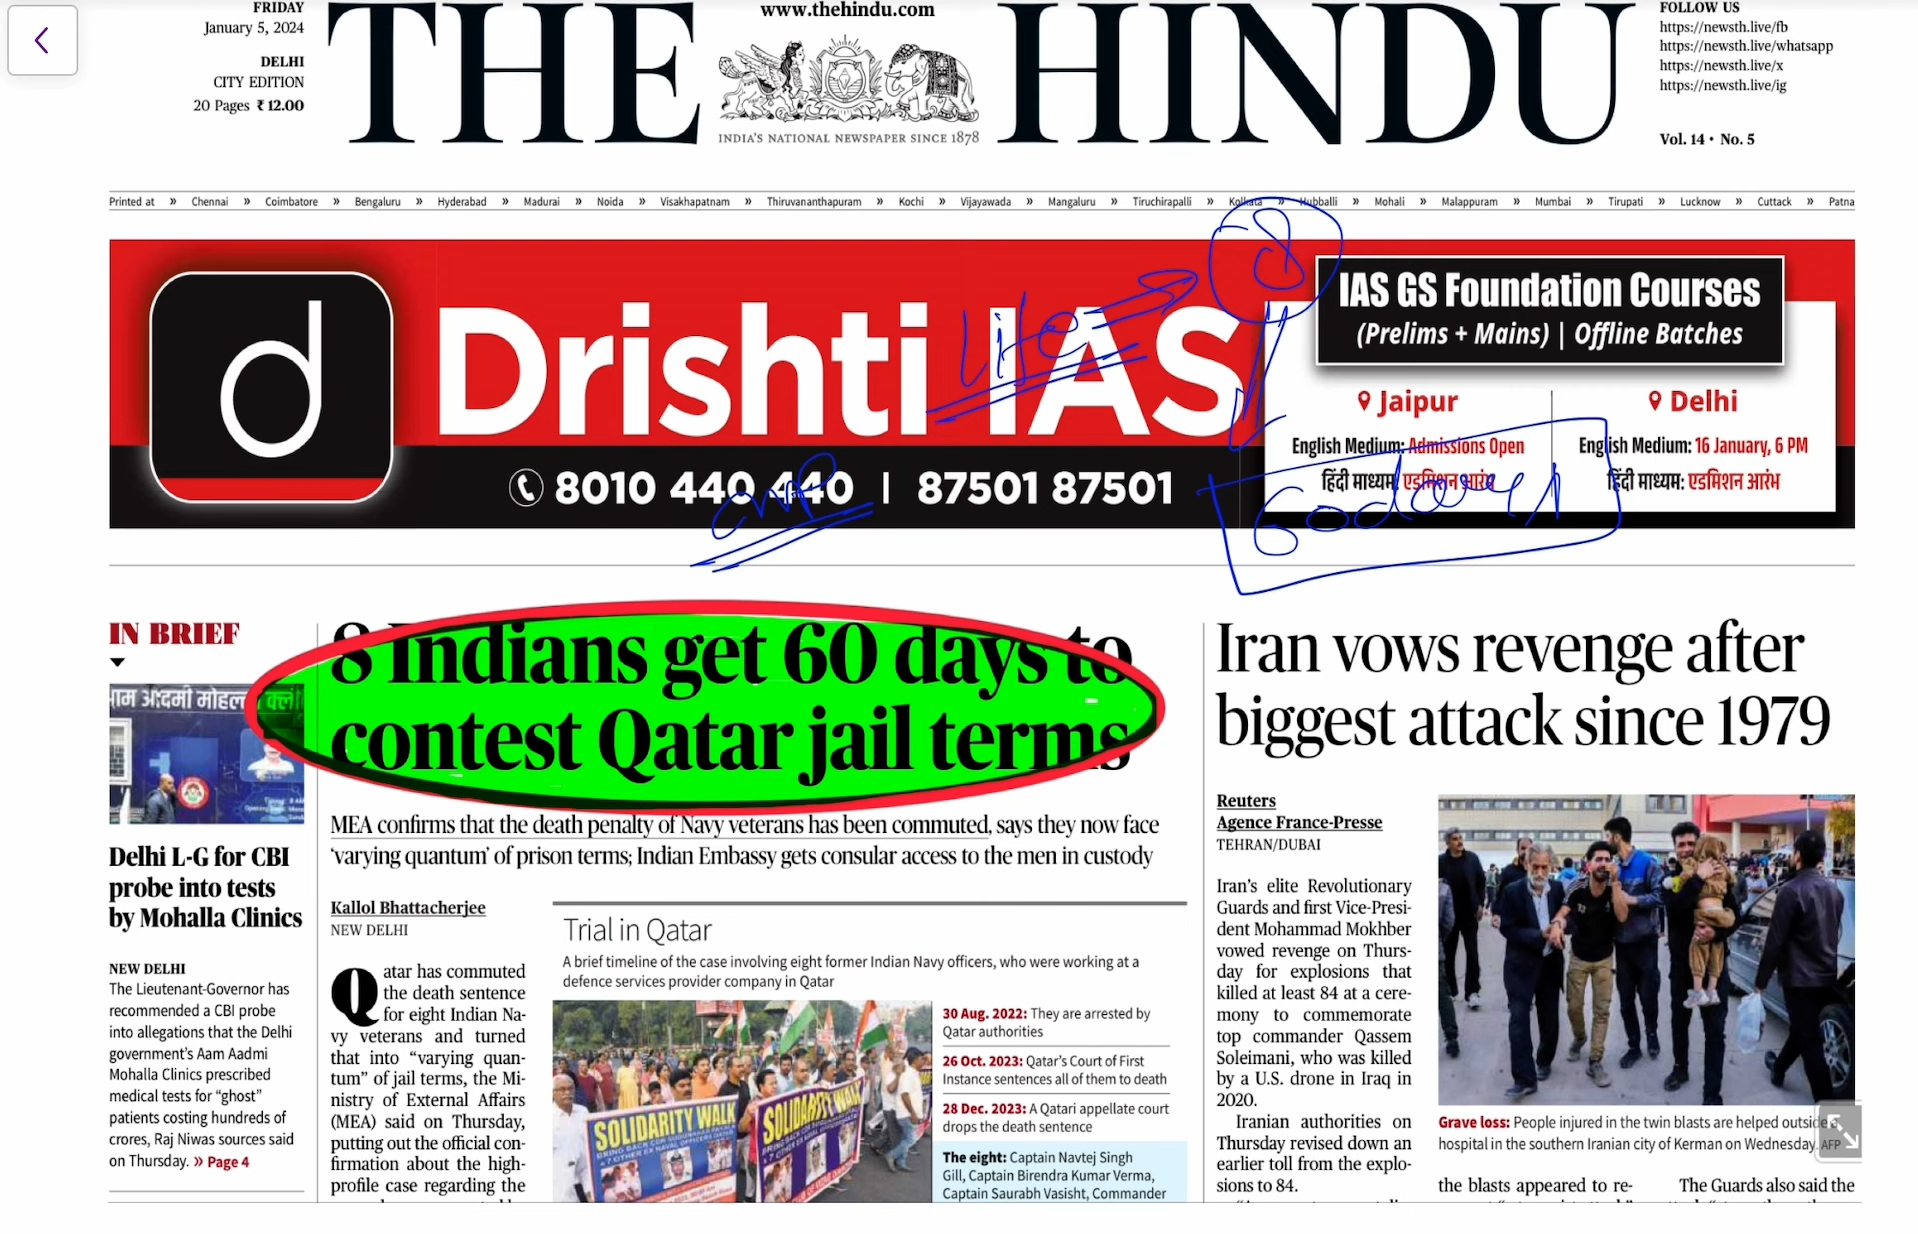 FRIDAY
January 5, 2024
DELHI
CITY EDITION
20 Pages ₹ 12.00
THE HINDU
www.thehindu.com
INDIA'S NATIONAL NEWSPAPER SINCE 1878
FOLLOW US
https://newsth.live/fb
https://newsth.live/whatsapp
https://newsth.live/x
https://newsth.live/ig
Vol. 14 • No. 5
Printed at » Chennai » Coimbatore » Bengaluru » Hyderabad » Madurai » Noida » Visakhapatnam » Thiruvananthapuram » Kochi » Vijayawada » Mangaluru » Tiruchirapalli » Kolkata » Hubballi » Mohali » Malappuram » Mumbai » Tirupati » Lucknow » Cuttack » Patna
d
Drishti IAS
8010 440 440 | 87501 87501
Life
8
60 days
IAS GS Foundation Courses
(Prelims + Mains) | Offline Batches
Jaipur
English Medium: Admissions Open
हिंदी माध्यम: एडमिशन आरंभ
Delhi
English Medium: 16 January, 6 PM
हिंदी माध्यम: एडमिशन आरंभ
IN BRIEF
Delhi L-G for CBI
probe into tests
by Mohalla Clinics
NEW DELHI
The Lieutenant-Governor has
recommended a CBI probe
into allegations that the Delhi
government's Aam Aadmi
Mohalla Clinics prescribed
medical tests for “ghost”
patients costing hundreds of
crores, Raj Niwas sources said
on Thursday. » Page 4
8 Indians get 60 days to
contest Qatar jail terms
MEA confirms that the death penalty of Navy veterans has been commuted, says they now face
‘varying quantum’ of prison terms; Indian Embassy gets consular access to the men in custody
Kallol Bhattacherjee
NEW DELHI
Qatar has commuted
the death sentence
for eight Indian Na-
vy veterans and turned
that into “varying quan-
tum” of jail terms, the Mi-
nistry of External Affairs
(MEA) said on Thursday,
putting out the official con-
firmation about the high-
profile case regarding the
Trial in Qatar
A brief timeline of the case involving eight former Indian Navy officers, who were working at a
defence services provider company in Qatar
SOLIDARITY WALK
SOLIDARITY WALK
30 Aug. 2022: They are arrested by
Qatar authorities
26 Oct. 2023: Qatar's Court of First
Instance sentences all of them to death
28 Dec. 2023: A Qatari appellate court
drops the death sentence
The eight: Captain Navtej Singh
Gill, Captain Birendra Kumar Verma,
Captain Saurabh Vasisht, Commander
Iran vows revenge after
biggest attack since 1979
Reuters
Agence France-Presse
TEHRAN/DUBAI
Iran's elite Revolutionary
Guards and first Vice-Presi-
dent Mohammad Mokhber
vowed revenge on Thurs-
day for explosions that
killed at least 84 at a cere-
mony to commemorate
top commander Qassem
Soleimani, who was killed
by a U.S. drone in Iraq in
2020.
Iranian authorities on
Thursday revised down an
earlier toll from the explo-
sions to 84.
Grave loss: People injured in the twin blasts are helped outside a
hospital in the southern Iranian city of Kerman on Wednesday. AFP
the blasts appeared to re-
The Guards also said the